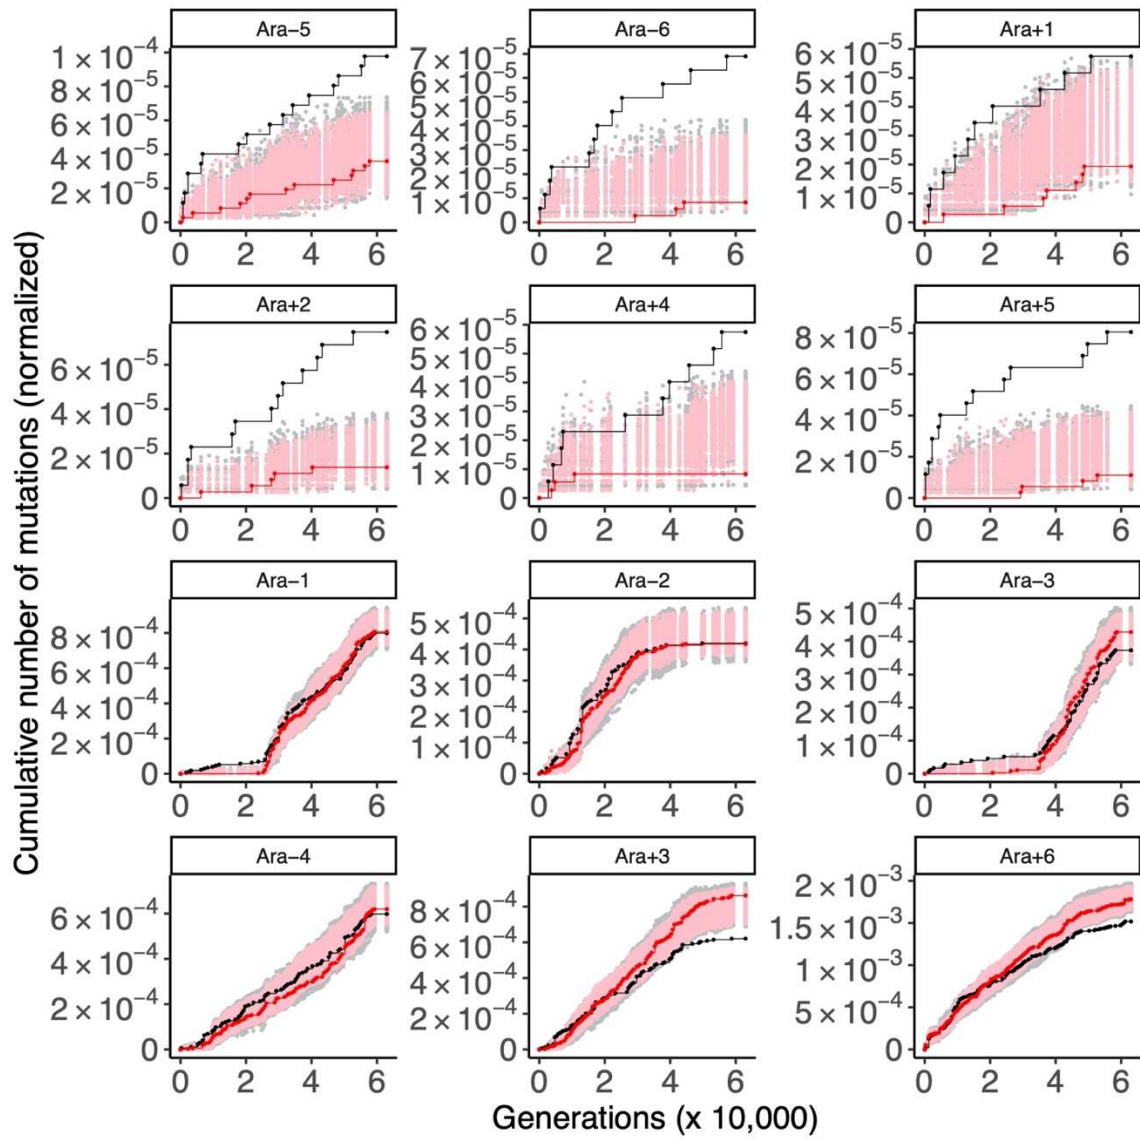 Cumulative number of mutations (normalized)
Ara−5
1 × 10⁻⁴
8 × 10⁻⁵
6 × 10⁻⁵
4 × 10⁻⁵
2 × 10⁻⁵
0
0 2 4 6
Ara−6
7 × 10⁻⁵
6 × 10⁻⁵
5 × 10⁻⁵
4 × 10⁻⁵
3 × 10⁻⁵
2 × 10⁻⁵
1 × 10⁻⁵
0
0 2 4 6
Ara+1
6 × 10⁻⁵
5 × 10⁻⁵
4 × 10⁻⁵
3 × 10⁻⁵
2 × 10⁻⁵
1 × 10⁻⁵
0
0 2 4 6
Ara+2
6 × 10⁻⁵
4 × 10⁻⁵
2 × 10⁻⁵
0
0 2 4 6
Ara+4
6 × 10⁻⁵
5 × 10⁻⁵
4 × 10⁻⁵
3 × 10⁻⁵
2 × 10⁻⁵
1 × 10⁻⁵
0
0 2 4 6
Ara+5
8 × 10⁻⁵
6 × 10⁻⁵
4 × 10⁻⁵
2 × 10⁻⁵
0
0 2 4 6
Ara−1
8 × 10⁻⁴
6 × 10⁻⁴
4 × 10⁻⁴
2 × 10⁻⁴
0
0 2 4 6
Ara−2
5 × 10⁻⁴
4 × 10⁻⁴
3 × 10⁻⁴
2 × 10⁻⁴
1 × 10⁻⁴
0
0 2 4 6
Ara−3
5 × 10⁻⁴
4 × 10⁻⁴
3 × 10⁻⁴
2 × 10⁻⁴
1 × 10⁻⁴
0
0 2 4 6
Ara−4
6 × 10⁻⁴
4 × 10⁻⁴
2 × 10⁻⁴
0
0 2 4 6
Ara+3
8 × 10⁻⁴
6 × 10⁻⁴
4 × 10⁻⁴
2 × 10⁻⁴
0
0 2 4 6
Ara+6
2 × 10⁻³
1.5 × 10⁻³
1 × 10⁻³
5 × 10⁻⁴
0
0 2 4 6
Generations (x 10,000)